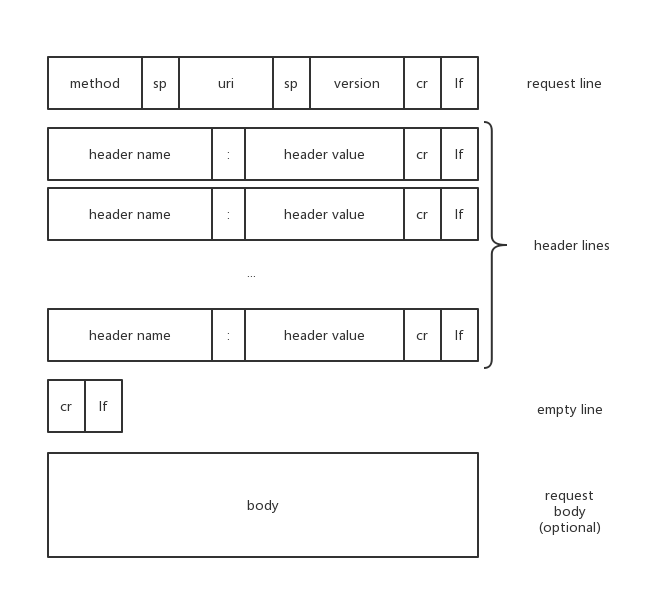 method sp uri sp version cr lf request line
header name : header value cr lf
header name : header value cr lf
header lines
...
header name : header value cr lf
cr lf empty line
body
request
body
(optional)